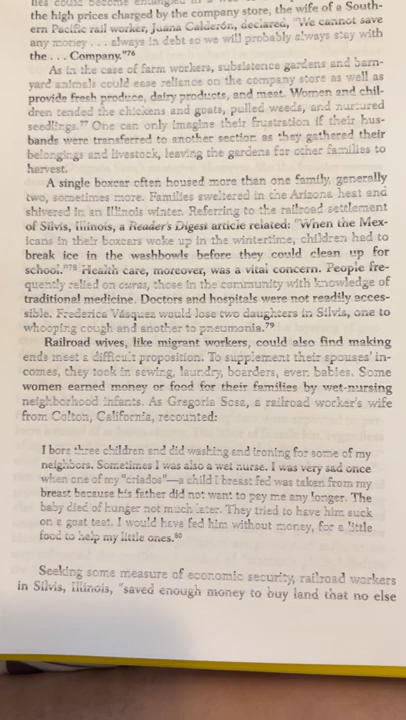 lies could become entangled in a
the high prices charged by the company store, the wife of a South-
ern Pacific rail worker, Juana Calderón, declared, "We cannot save
any money . . . always in debt so we will probably always stay with
the . . . Company."76
As in the case of farm workers, subsistence gardens and barn-
yard animals could ease reliance on the company store as well as
provide fresh produce, dairy products, and meat. Women and chil-
dren tended the chickens and goats, pulled weeds, and nurtured
seedlings.77 One can only imagine their frustration if their hus-
bands were transferred to another section as they gathered their
belongings and livestock, leaving the gardens for other families to
harvest.
A single boxcar often housed more than one family, generally
two, sometimes more. Families sweltered in the Arizona heat and
shivered in an Illinois winter. Referring to the railroad settlement
of Silvis, Illinois, a Reader's Digest article related: "When the Mex-
icans in their boxcars woke up in the wintertime, children had to
break ice in the washbowls before they could clean up for
school."78 Health care, moreover, was a vital concern. People fre-
quently relied on curas, those in the community with knowledge of
traditional medicine. Doctors and hospitals were not readily acces-
sible. Frederica Vásquez would lose two daughters in Silvis, one to
whooping cough and another to pneumonia.79
Railroad wives, like migrant workers, could also find making
ends meet a difficult proposition. To supplement their spouses' in-
comes, they took in sewing, laundry, boarders, even babies. Some
women earned money or food for their families by wet-nursing
neighborhood infants. As Gregoria Sosa, a railroad worker's wife
from Colton, California, recounted:
I bore three children and did washing and ironing for some of my
neighbors. Sometimes I was also a wet nurse. I was very sad once
when one of my "criados"—a child I breast fed was taken from my
breast because his father did not want to pay me any longer. The
baby died of hunger not much later. They tried to have him suck
on a goat teat. I would have fed him without money, for a little
food to help my little ones.80
Seeking some measure of economic security, railroad workers
in Silvis, Illinois, "saved enough money to buy land that no else